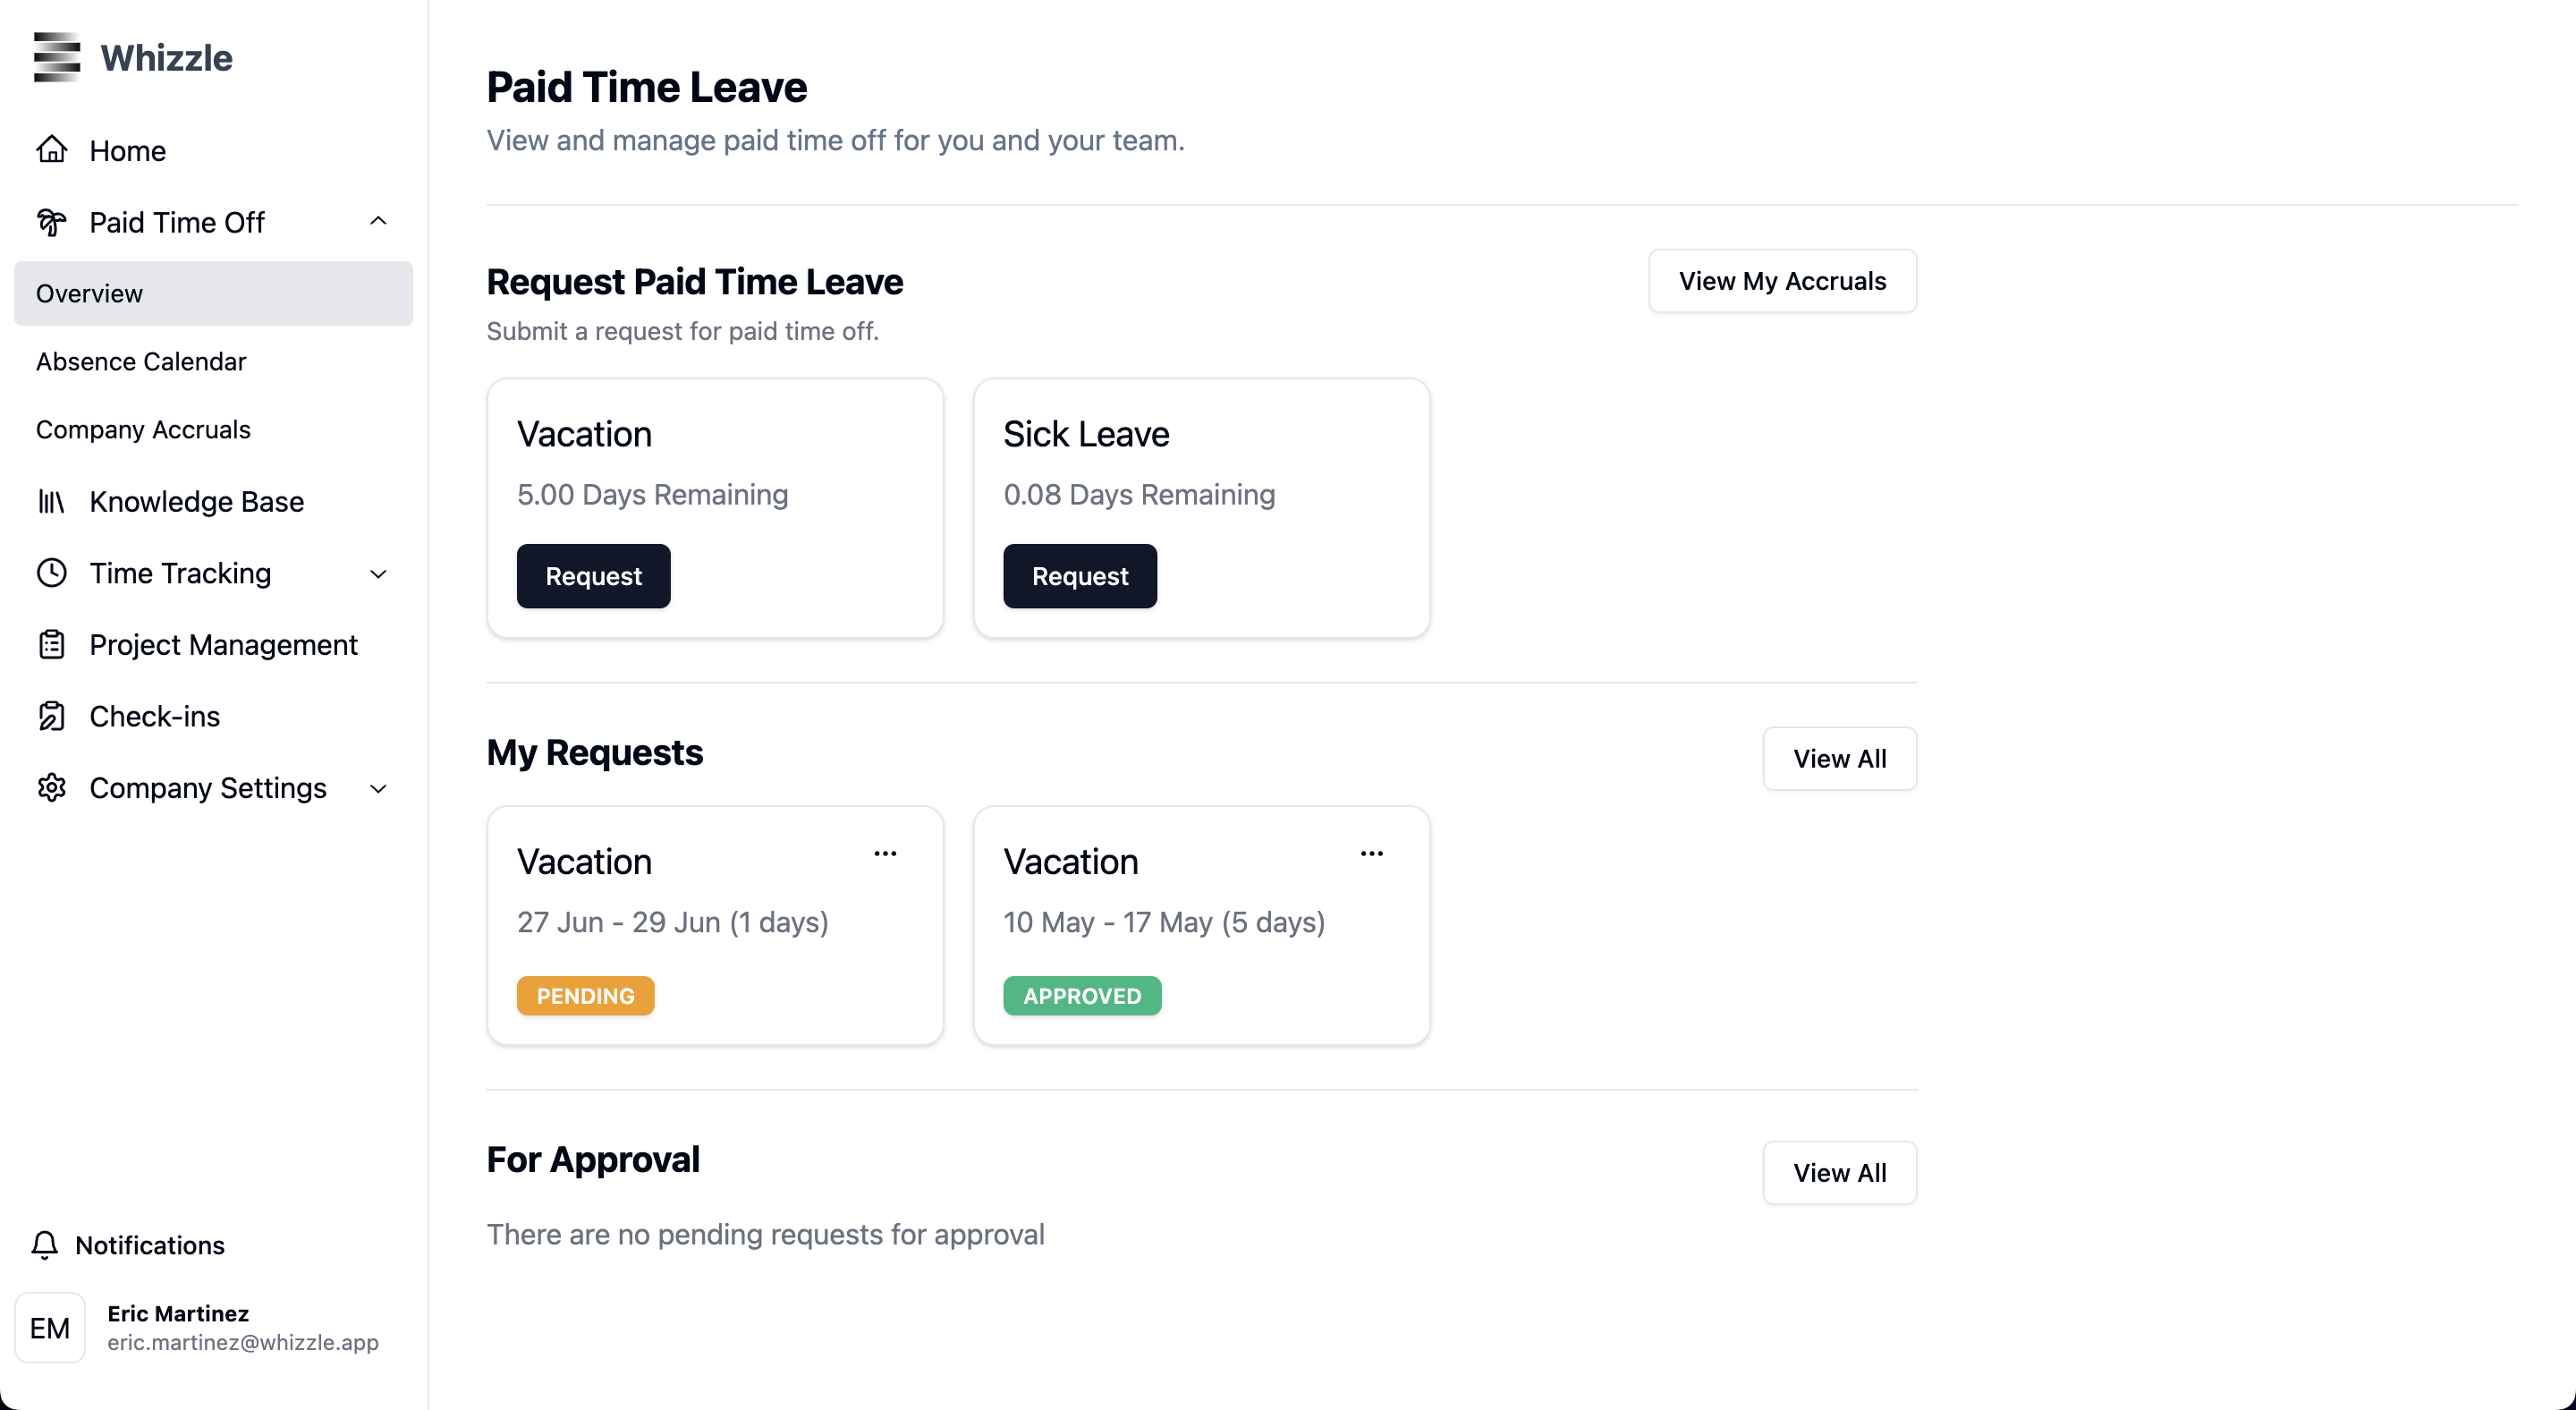 Whizzle
Home
Paid Time Off
Overview
Absence Calendar
Company Accruals
Knowledge Base
Time Tracking
Project Management
Check-ins
Company Settings
Notifications
EM
Eric Martinez
eric.martinez@whizzle.app
Paid Time Leave
View and manage paid time off for you and your team.
Request Paid Time Leave
View My Accruals
Submit a request for paid time off.
Vacation
5.00 Days Remaining
Request
Sick Leave
0.08 Days Remaining
Request
My Requests
View All
Vacation
27 Jun - 29 Jun (1 days)
PENDING
Vacation
10 May - 17 May (5 days)
APPROVED
For Approval
View All
There are no pending requests for approval